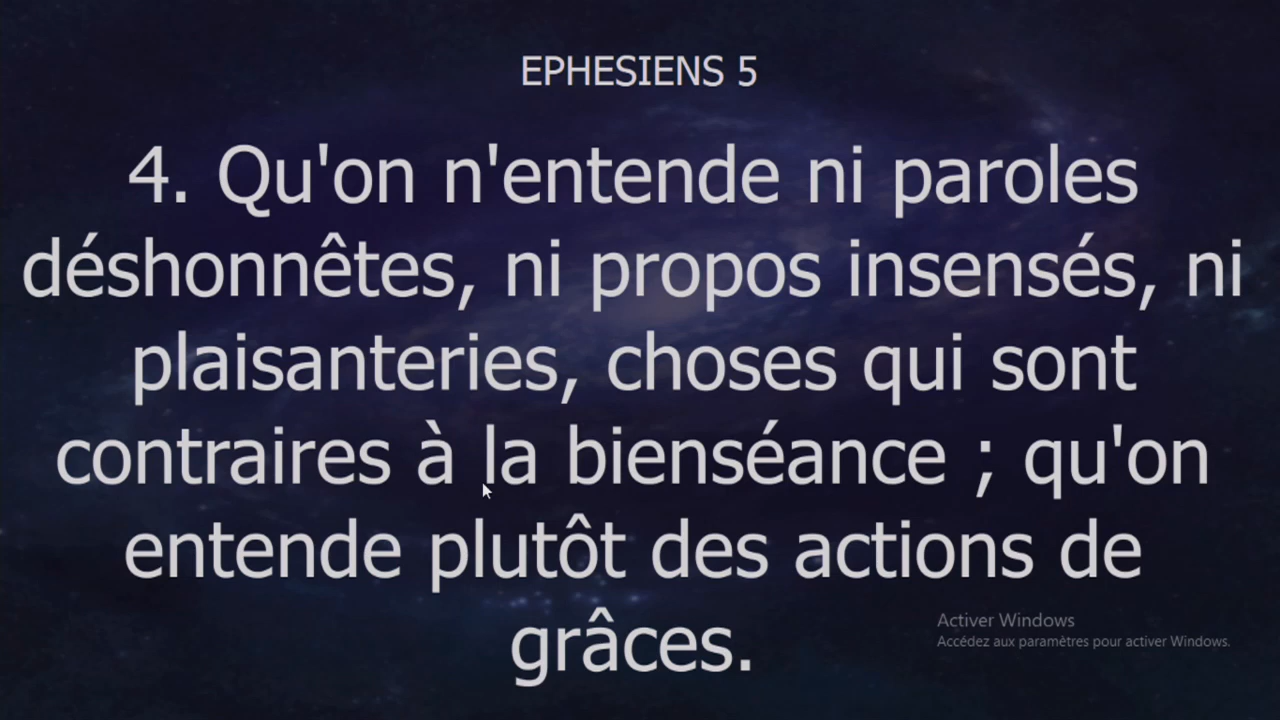 EPHESIENS 5
4. Qu'on n'entende ni paroles
déshonnêtes, ni propos insensés, ni
plaisanteries, choses qui sont
contraires à la bienséance ; qu'on
entende plutôt des actions de
grâces.
Activer Windows
Accédez aux paramètres pour activer Windows.